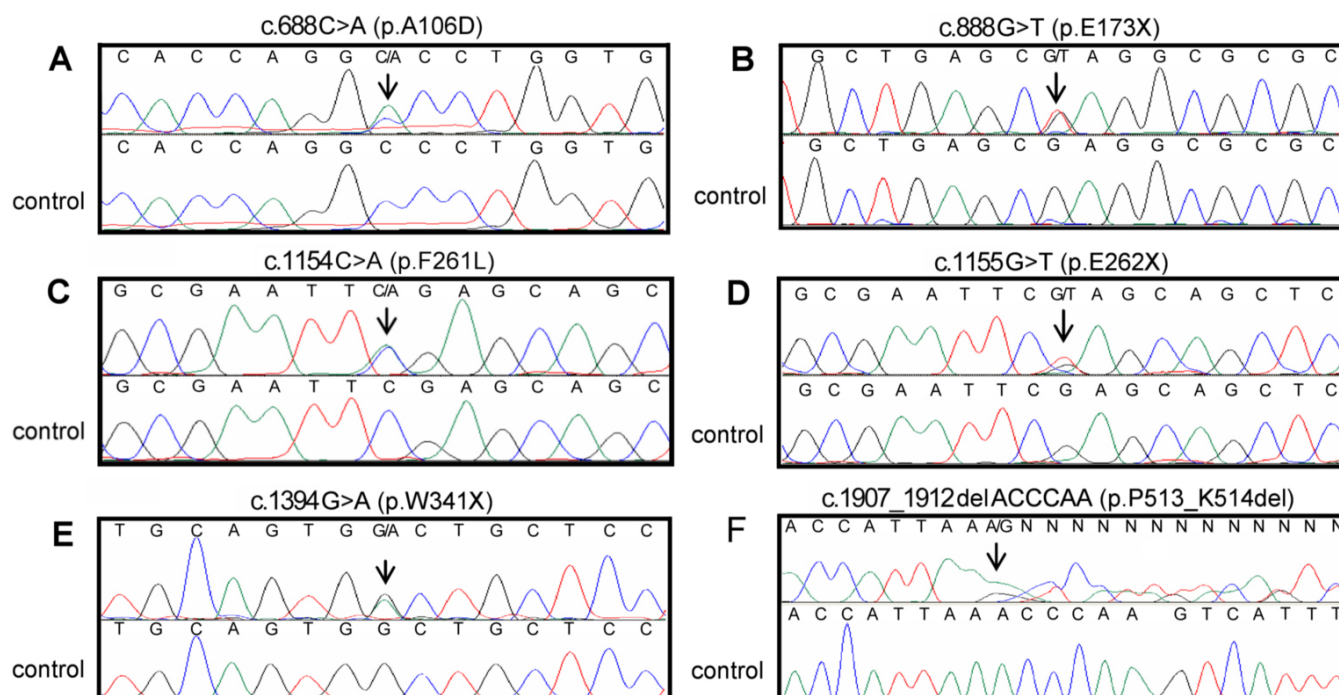 c.688C>A (p.A106D)
A
C A C C A G G C/A C C T G G T G
C A C C A G G C C C T G G T G
control
c.888G>T (p.E173X)
B
G C T G A G C G/T A G G C G C G C
G C T G A G C G A G G C G C G C
control
c.1154C>A (p.F261L)
C
G C G A A T T C/A G A G C A G C
G C G A A T T C G A G C A G C
control
c.1155G>T (p.E262X)
D
G C G A A T T C G/T A G C A G C T C
G C G A A T T C G A G C A G C T C
control
c.1394G>A (p.W341X)
E
T G C A G T G G/A C T G C T C C
T G C A G T G G C T G C T C C
control
c.1907_1912delACCCAA (p.P513_K514del)
F
A C C A T T A A A/G N N N N N N N N N N N N N
A C C A T T A A A C C C A A G T C A T T T
control